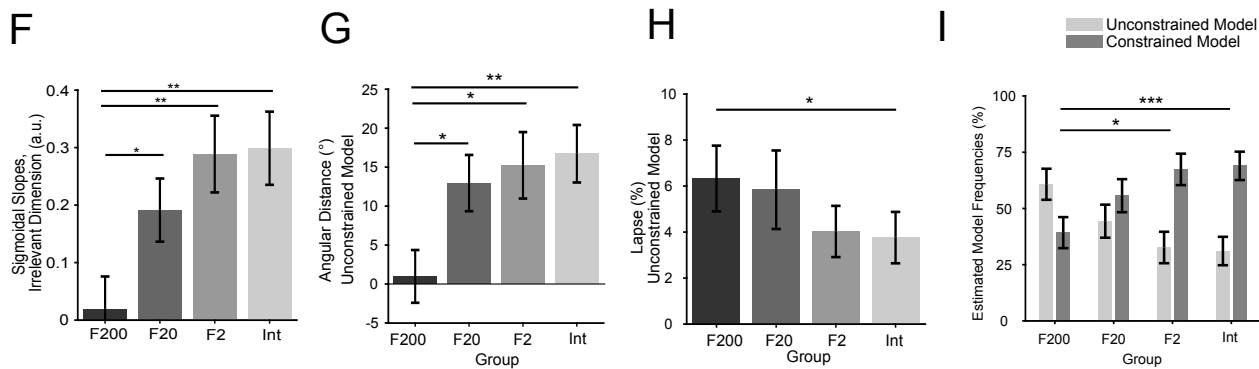 F
Sigmoidal Slopes,
Irrelevant Dimension (a.u.)
0.4
0.3
0.2
0.1
0
**
**
*
F200
F20
F2
Int
G
Angular Distance (°)
Unconstrained Model
25
20
15
10
5
0
-5
**
*
*
F200
F20
F2
Int
Group
H
Lapse (%)
Unconstrained Model
10
8
6
4
2
0
*
F200
F20
F2
Int
Group
I
Unconstrained Model
Constrained Model
Estimated Model Frequencies (%)
100
75
50
25
0
***
*
F200
F20
F2
Int
Group